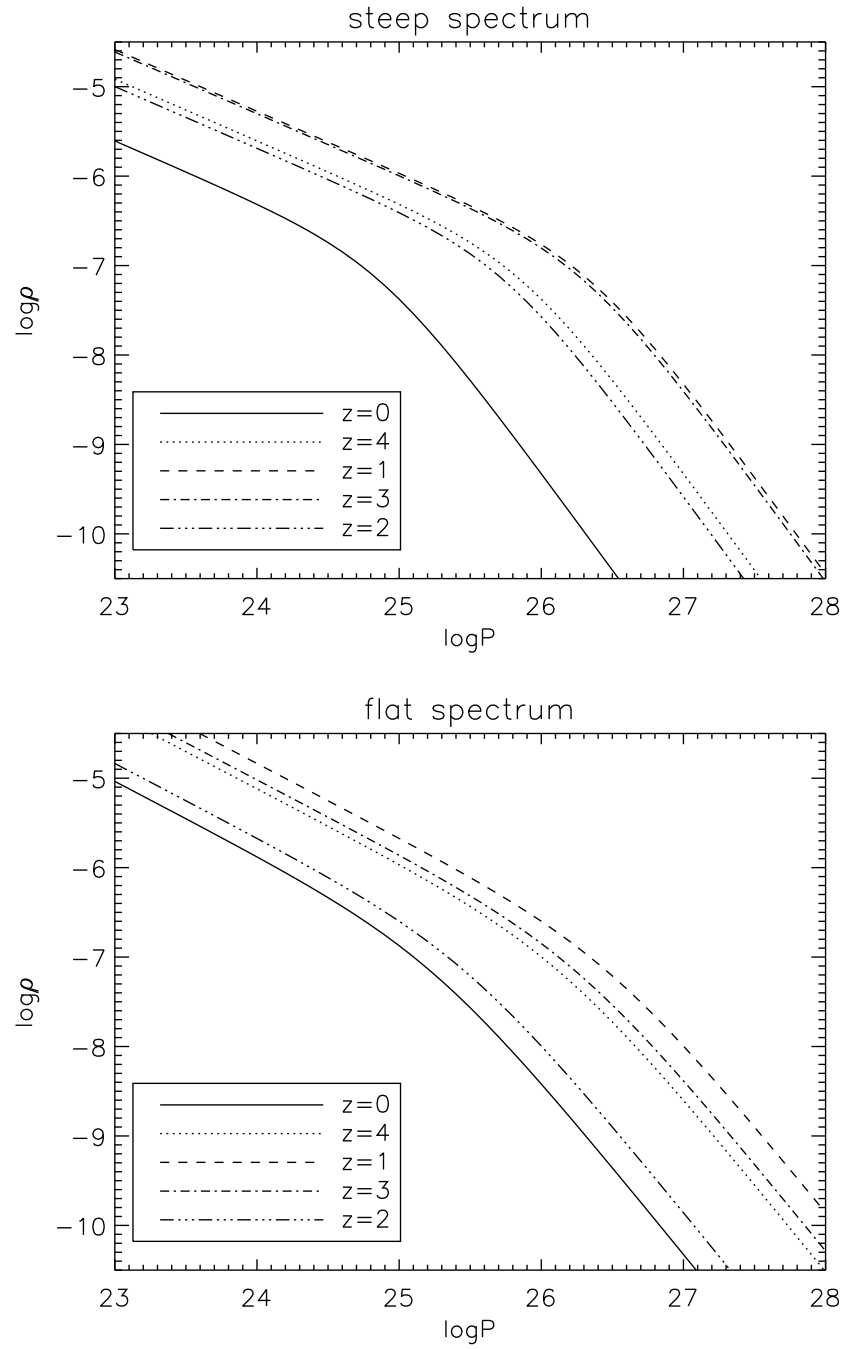 steep spectrum
logρ
−5
−6
−7
−8
−9
−10
z=0
z=4
z=1
z=3
z=2
23 24 25 26 27 28
logP
flat spectrum
logρ
−5
−6
−7
−8
−9
−10
z=0
z=4
z=1
z=3
z=2
23 24 25 26 27 28
logP